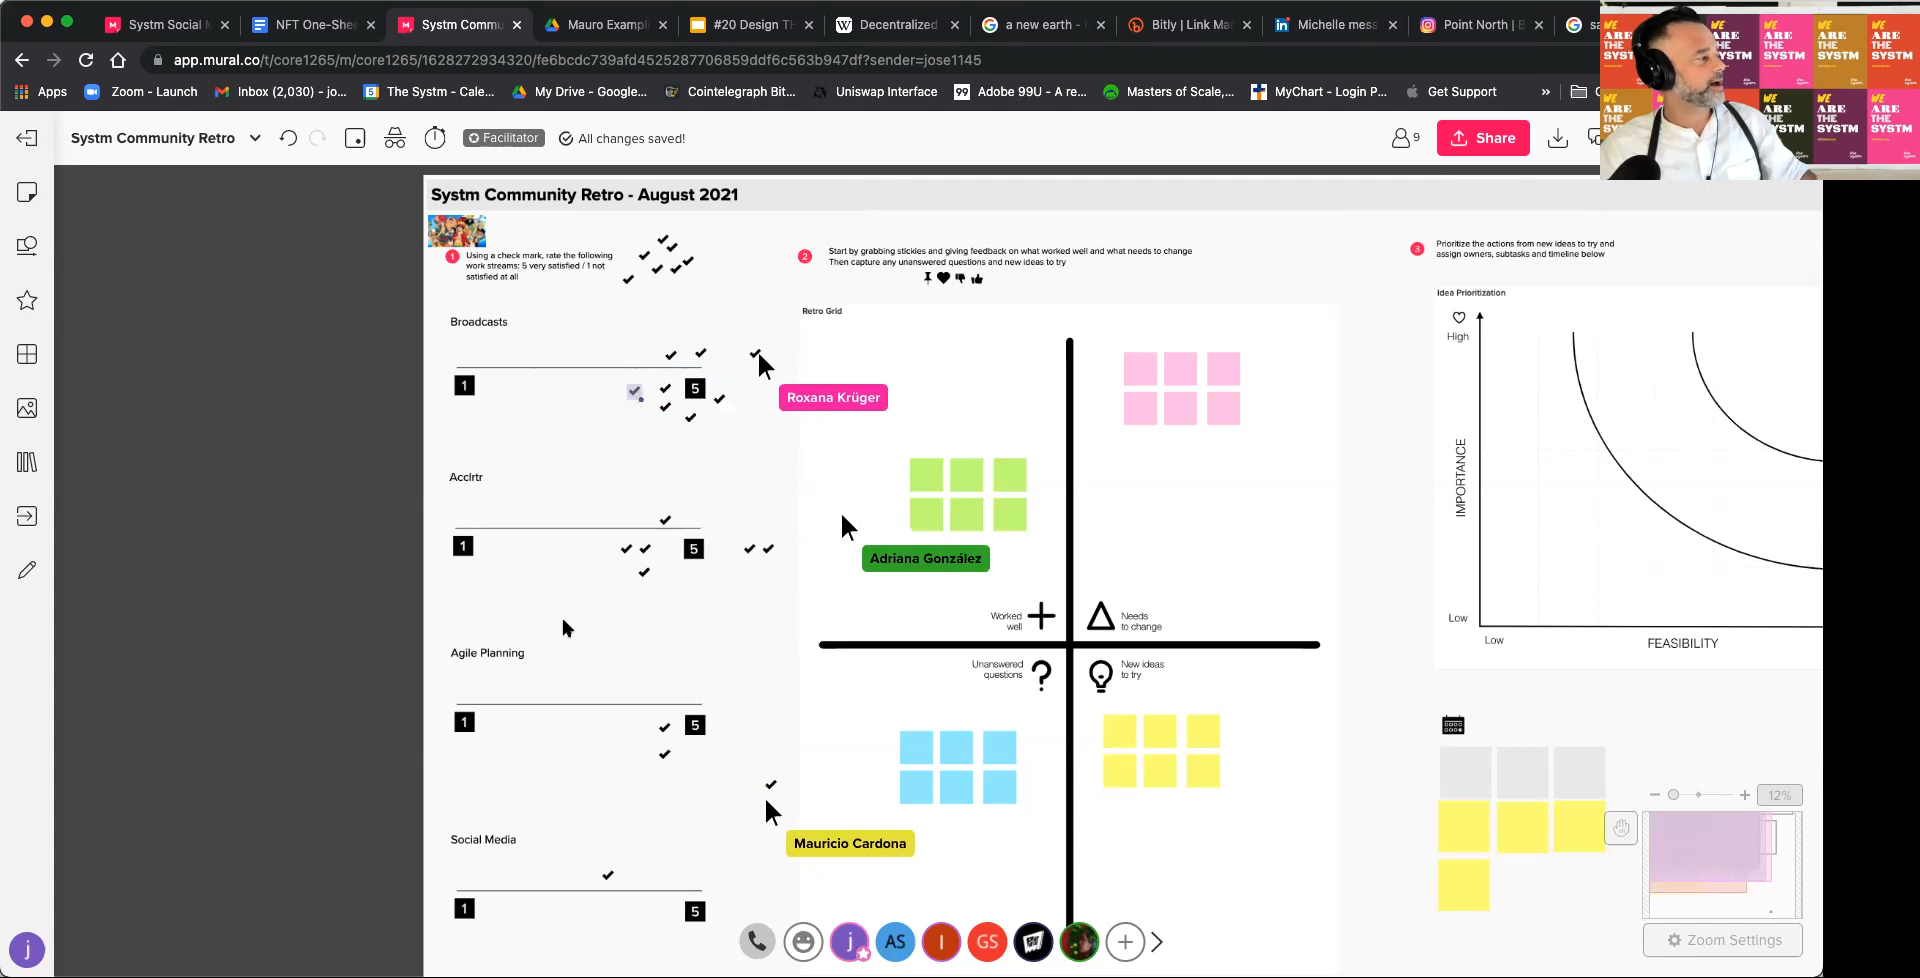 Systm Social
NFT One-Shee
Systm Commu
Mauro Exampl
#20 Design Th
Decentralized
a new earth -
Bitly | Link Ma
Michelle mess
Point North | B
app.mural.co/t/core1265/m/core1265/1628272934320/fe6bcdc739afd4525287706859ddf6c563b947df?sender=jose1145
Apps
Zoom - Launch
Inbox (2,030) - jo...
The Systm - Cale...
My Drive - Google...
Cointelegraph Bit...
Uniswap Interface
Adobe 99U - A re...
Masters of Scale,...
MyChart - Login P...
Get Support
»
WE
ARE
THE
SYSTM
Systm Community Retro
Facilitator
All changes saved!
9
Share
Systm Community Retro - August 2021
1
Using a check mark, rate the following
work streams: 5 very satisfied / 1 not
satisfied at all
Broadcasts
1
5
Acclrtr
1
5
Agile Planning
1
5
Social Media
1
5
2
Start by grabbing stickies and giving feedback on what worked well and what needs to change
Then capture any unanswered questions and new ideas to try
Retro Grid
Roxana Krüger
Adriana González
Worked
well
Needs
to change
Unanswered
questions
New ideas
to try
Mauricio Cardona
3
Prioritize the actions from new ideas to try and
assign owners, subtasks and timeline below
Idea Prioritization
High
IMPORTANCE
Low
Low
FEASIBILITY
12%
Zoom Settings
j
j
AS
I
GS